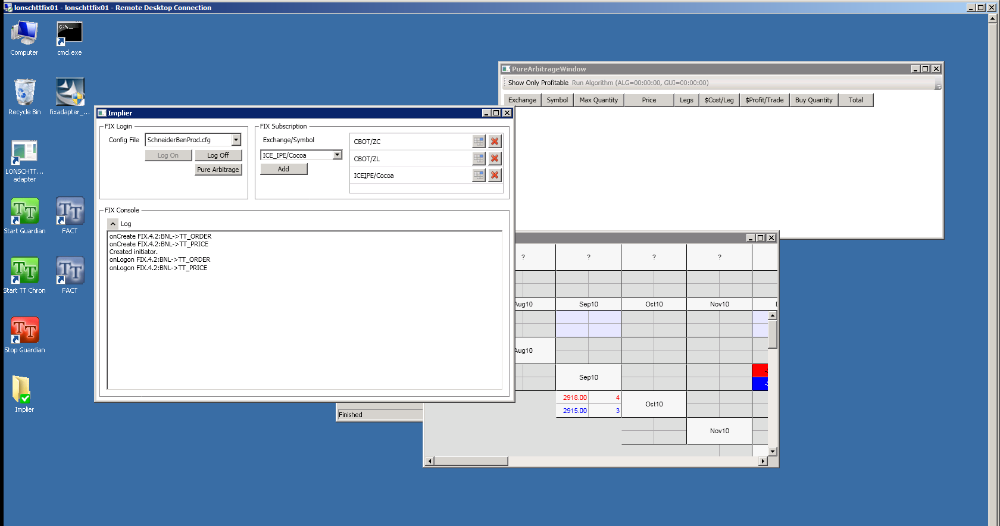 lonschttfix01 - lonschttfix01 - Remote Desktop Connection
Computer
cmd.exe
Recycle Bin
fixadapter_...
LONSCHTT...
adapter
Start Guardian
FACT
Start TT Chron
FACT
Stop Guardian
Implier
PureArbitrageWindow
Show Only Profitable Run Algorithm (ALG=00:00:00, GUI=00:00:00)
Exchange Symbol Max Quantity Price Legs $Cost/Leg $Profit/Trade Buy Quantity Total
Implier
FIX Login
Config File SchneiderBenProd.cfg
Log On Log Off
Pure Arbitrage
FIX Subscription
Exchange/Symbol
ICE_IPE/Cocoa
Add
CBOT/ZC
CBOT/ZL
ICEIPE/Cocoa
FIX Console
Log
onCreate FIX.4.2:BNL->TT_ORDER
onCreate FIX.4.2:BNL->TT_PRICE
Created initiator.
onLogon FIX.4.2:BNL->TT_ORDER
onLogon FIX.4.2:BNL->TT_PRICE
Finished
? ? ? ?
Aug10 Sep10 Oct10 Nov10
Aug10
Sep10
2918.00 4
Oct10
2915.00 3
Nov10